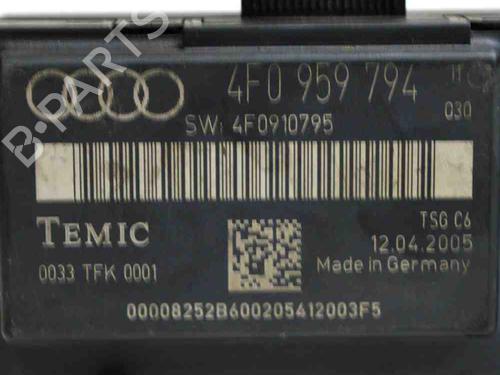 4F0 959 794 H
030
SW: 4F0910795
TEMIC
TSG C6
12.04.2005
0033 TFK 0001
Made in Germany
00008252B600205412003F5
B-PARTS